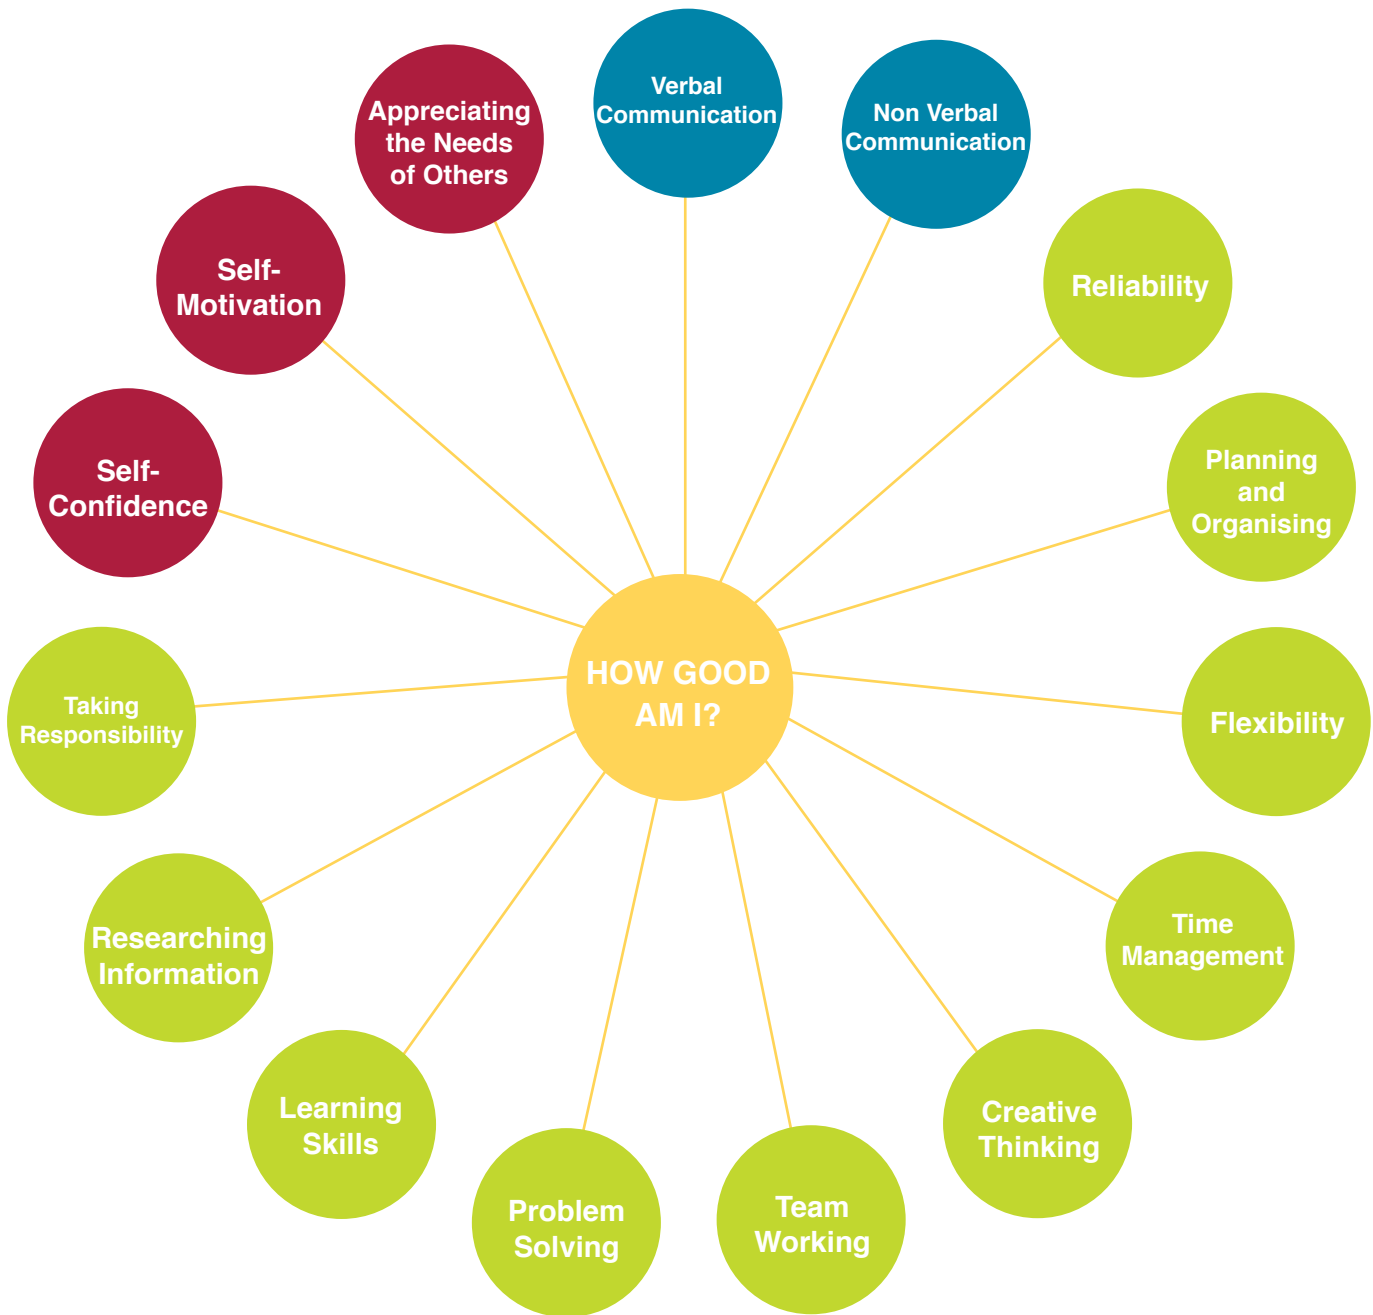 Verbal
Communication
Non Verbal
Communication
Reliability
Planning
and
Organising
Flexibility
Time
Management
Creative
Thinking
Team
Working
Problem
Solving
Learning
Skills
Researching
Information
Taking
Responsibility
Self-
Confidence
Self-
Motivation
Appreciating
the Needs
of Others
HOW GOOD
AM I?